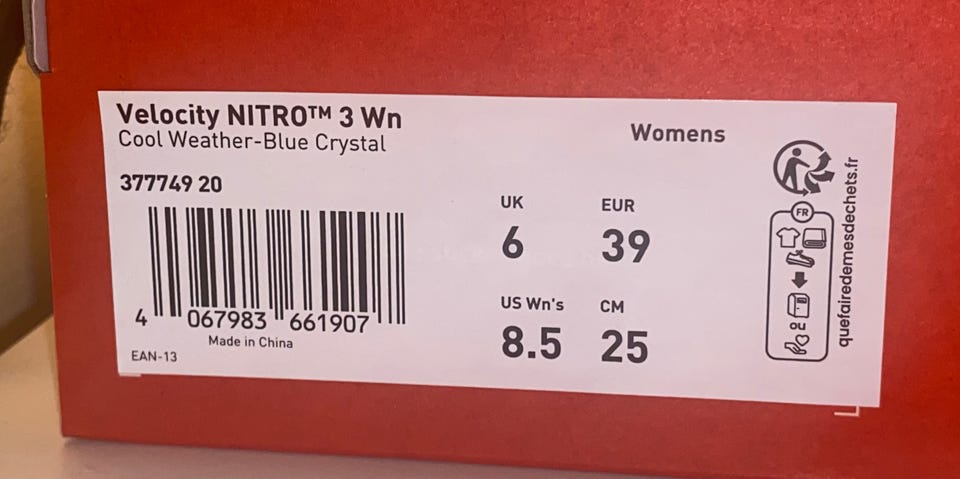 Velocity NITRO™ 3 Wn
Cool Weather-Blue Crystal
Womens
377749 20
UK
EUR
6
39
US Wn's
CM
8.5
25
4 067983 661907
Made in China
EAN-13
FR
OU
quefairedemesdechets.fr